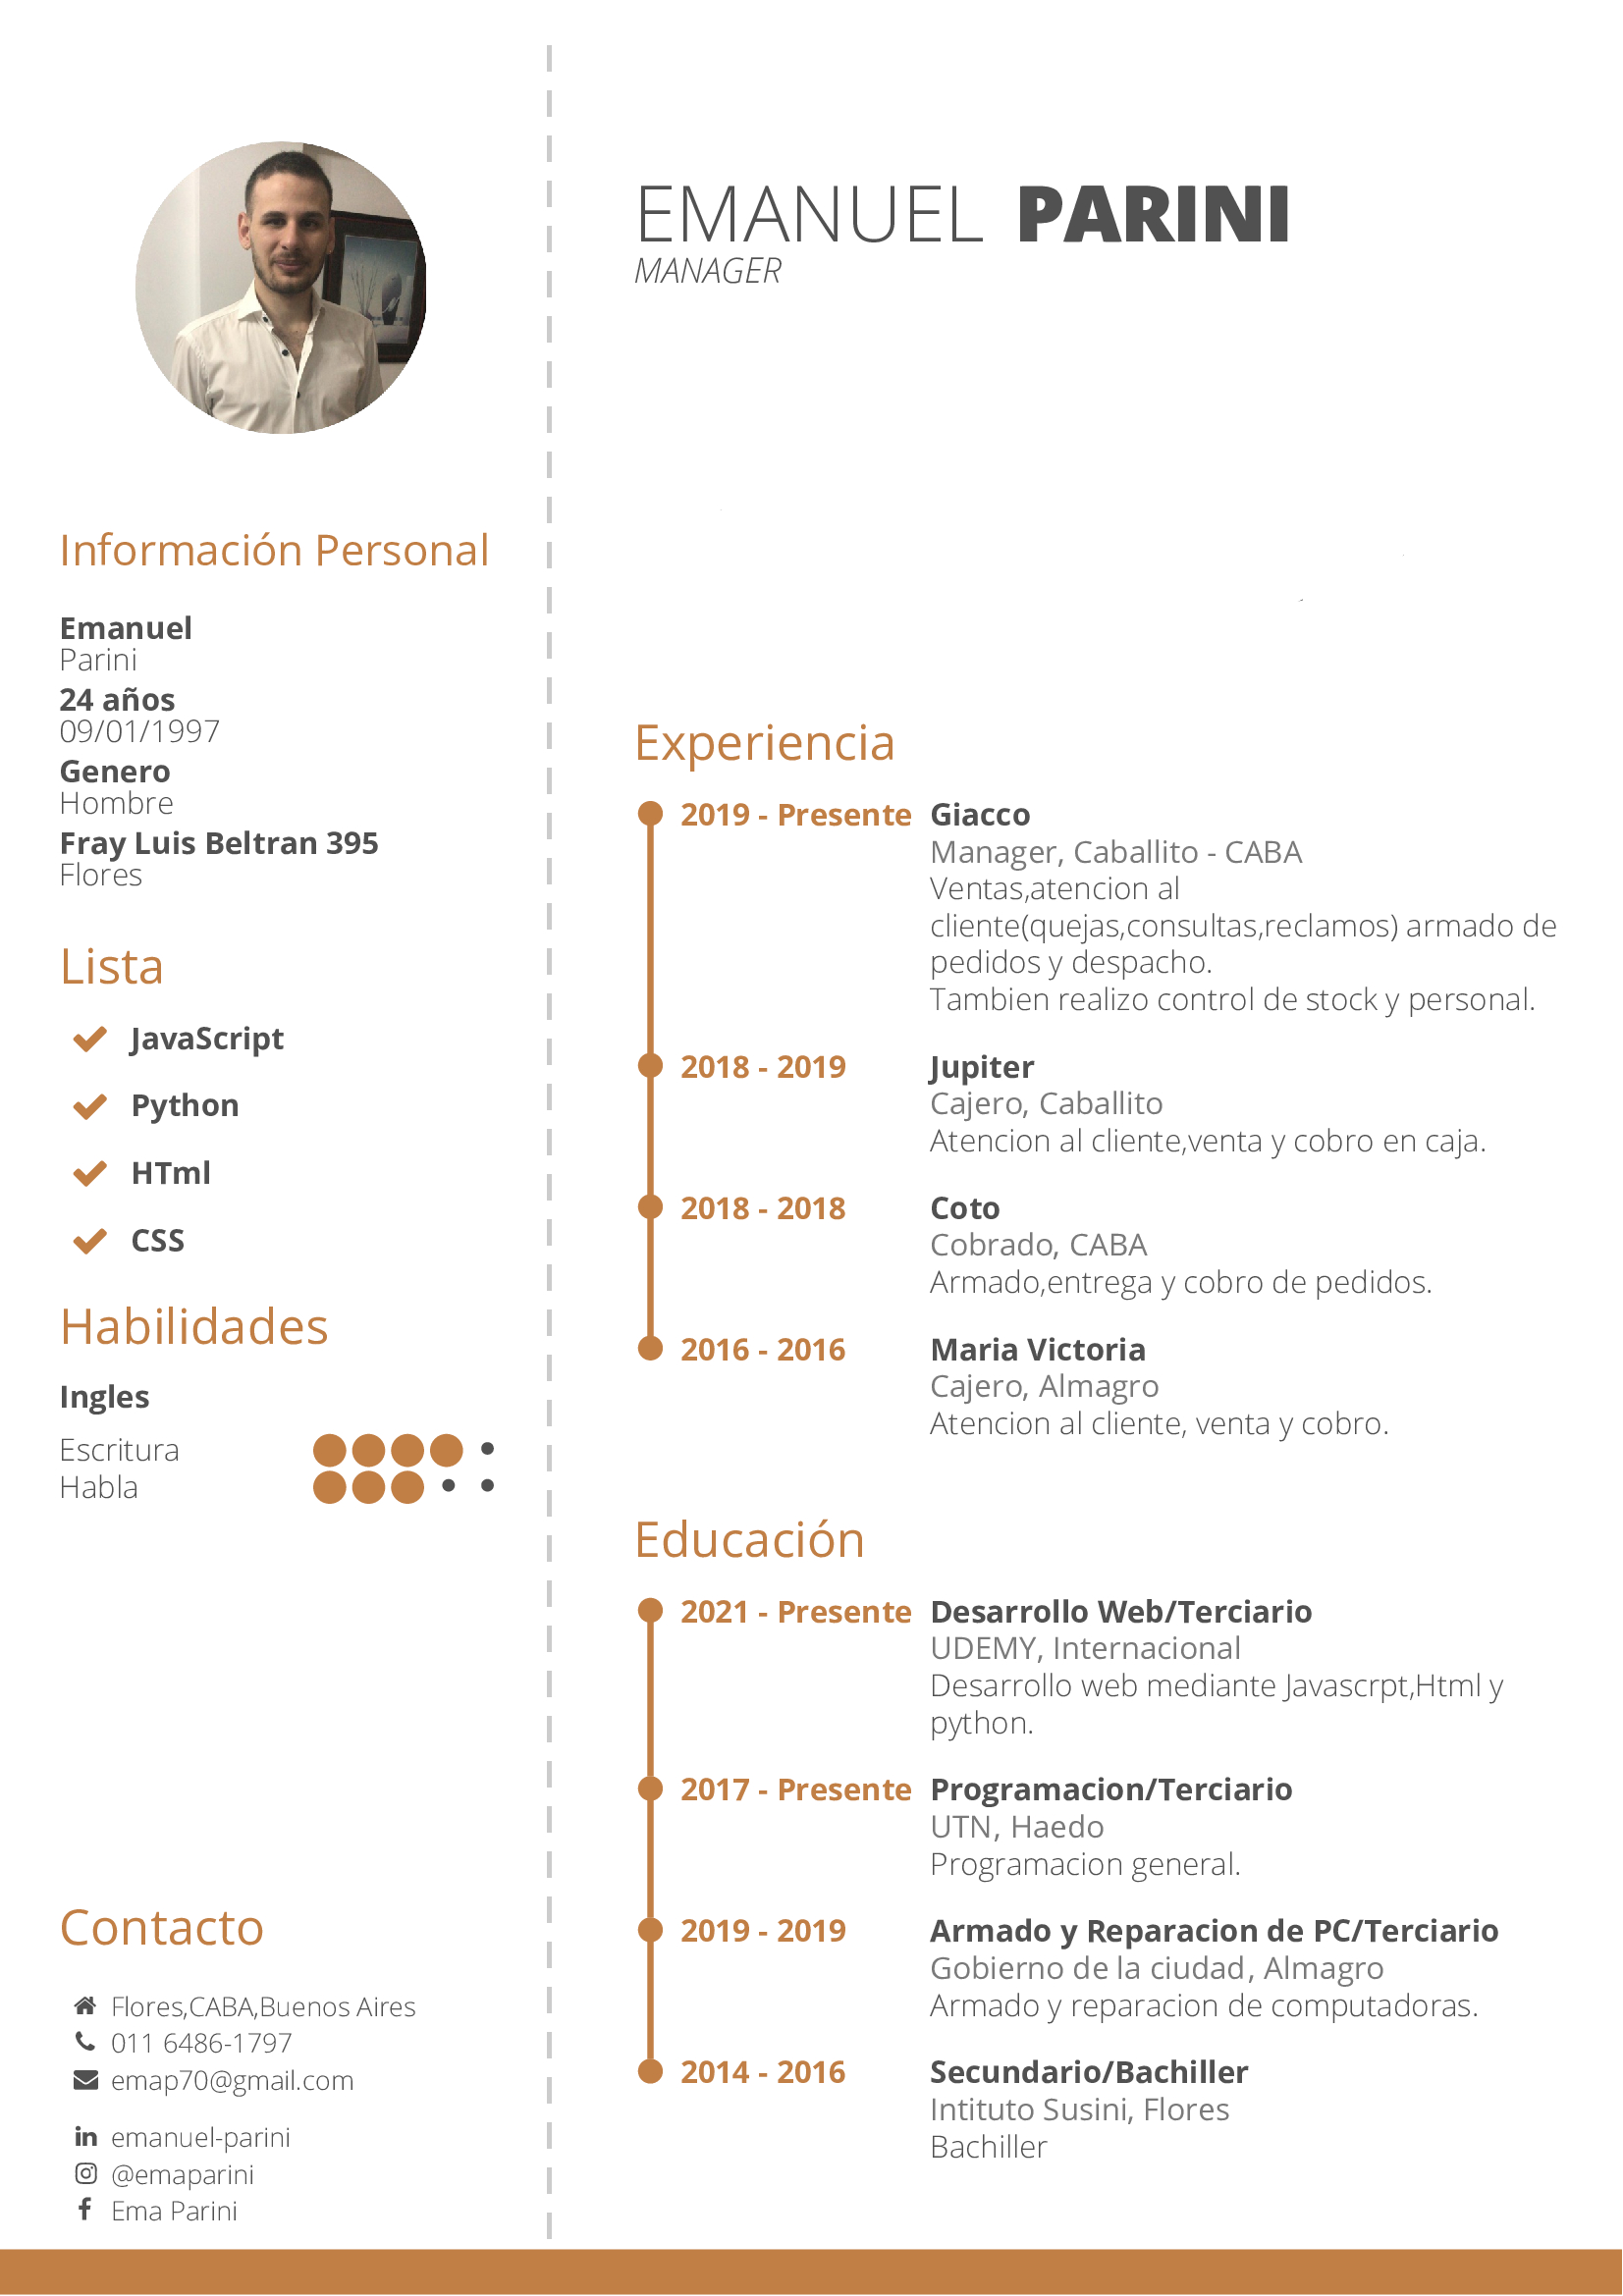 EMANUEL PARINI
MANAGER
Información Personal
Emanuel
Parini
24 años
09/01/1997
Genero
Hombre
Fray Luis Beltran 395
Flores
Lista
JavaScript
Python
HTml
CSS
Habilidades
Ingles
Escritura
Habla
Contacto
Flores,CABA,Buenos Aires
011 6486-1797
emap70@gmail.com
emanuel-parini
@emaparini
Ema Parini
Experiencia
2019 - Presente Giacco
Manager, Caballito - CABA
Ventas,atencion al
cliente(quejas,consultas,reclamos) armado de
pedidos y despacho.
Tambien realizo control de stock y personal.
2018 - 2019 Jupiter
Cajero, Caballito
Atencion al cliente,venta y cobro en caja.
2018 - 2018 Coto
Cobrado, CABA
Armado,entrega y cobro de pedidos.
2016 - 2016 Maria Victoria
Cajero, Almagro
Atencion al cliente, venta y cobro.
Educación
2021 - Presente Desarrollo Web/Terciario
UDEMY, Internacional
Desarrollo web mediante Javascrpt,Html y
python.
2017 - Presente Programacion/Terciario
UTN, Haedo
Programacion general.
2019 - 2019 Armado y Reparacion de PC/Terciario
Gobierno de la ciudad, Almagro
Armado y reparacion de computadoras.
2014 - 2016 Secundario/Bachiller
Intituto Susini, Flores
Bachiller